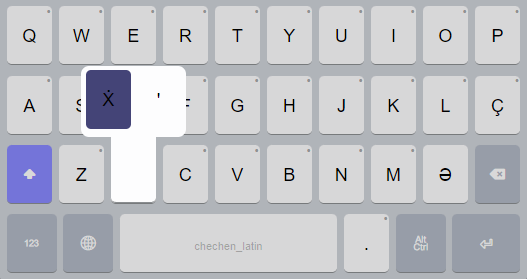 Q W E R T Y U I O P
A S Ẋ ' F G H J K L Ç
Z C V B N M Ə
123 chechen_latin . Alt Ctrl